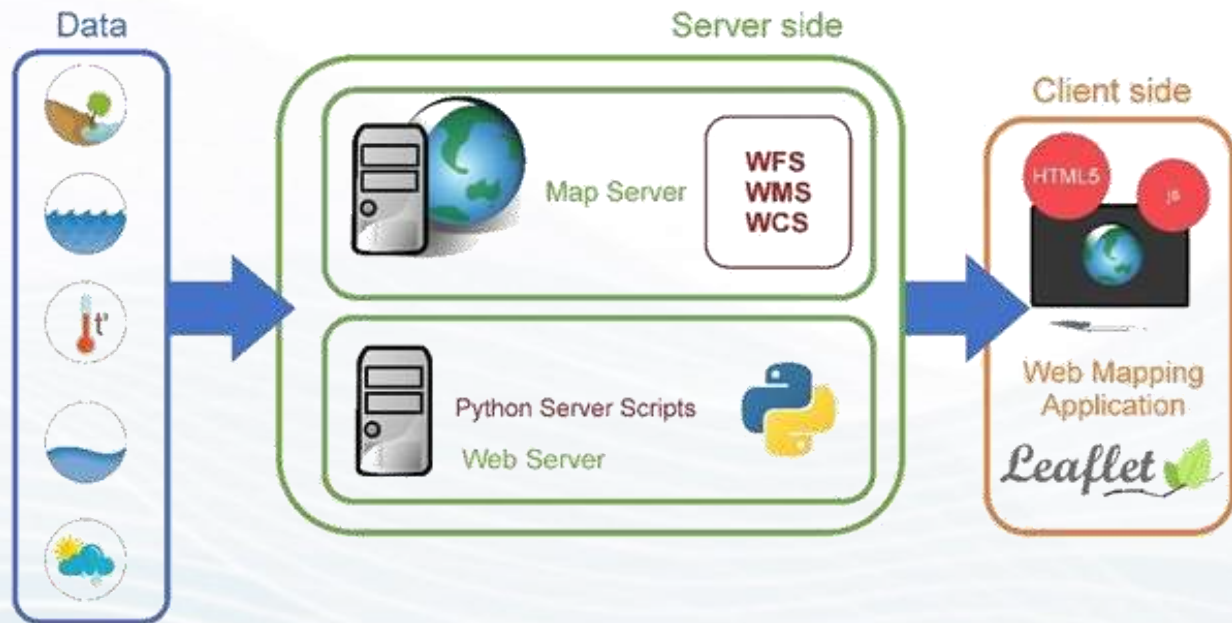 Data
Server side
Client side
Map Server
WFS
WMS
WCS
HTML5
JS
t°
Python Server Scripts
Web Server
Web Mapping
Application
Leaflet